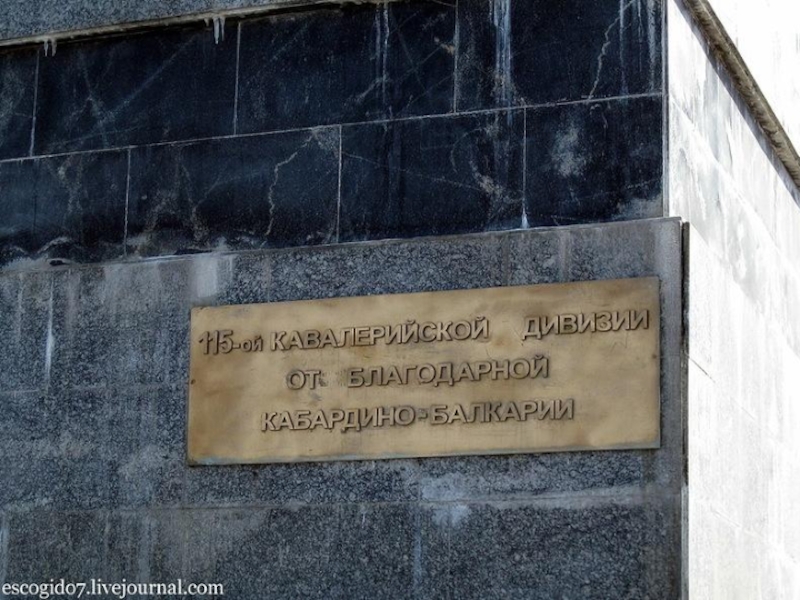 115-ой КАВАЛЕРИЙСКОЙ ДИВИЗИИ
ОТ БЛАГОДАРНОЙ
КАБАРДИНО-БАЛКАРИИ
escogido7.livejournal.com